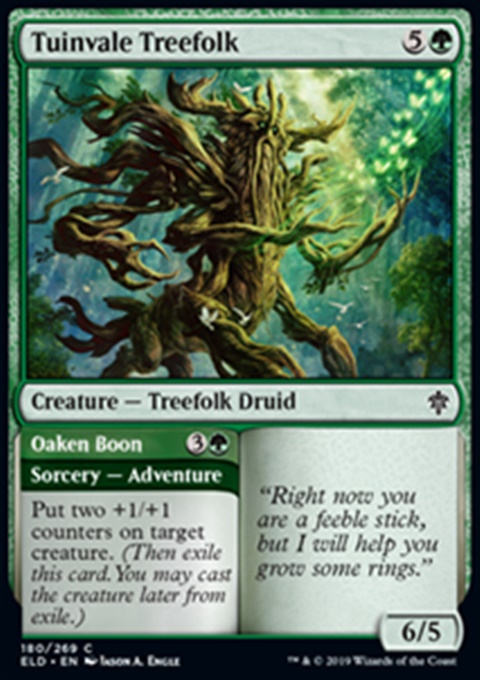 Tuinvale Treefolk 5
Creature — Treefolk Druid
Oaken Boon 3
Sorcery — Adventure
Put two +1/+1
counters on target
creature. (Then exile
this card. You may cast
the creature later from
exile.)
“Right now you
are a feeble stick,
but I will help you
grow some rings.”
6/5
180/269 C
ELD • EN Jason A. Engle
™ & © 2019 Wizards of the Coast